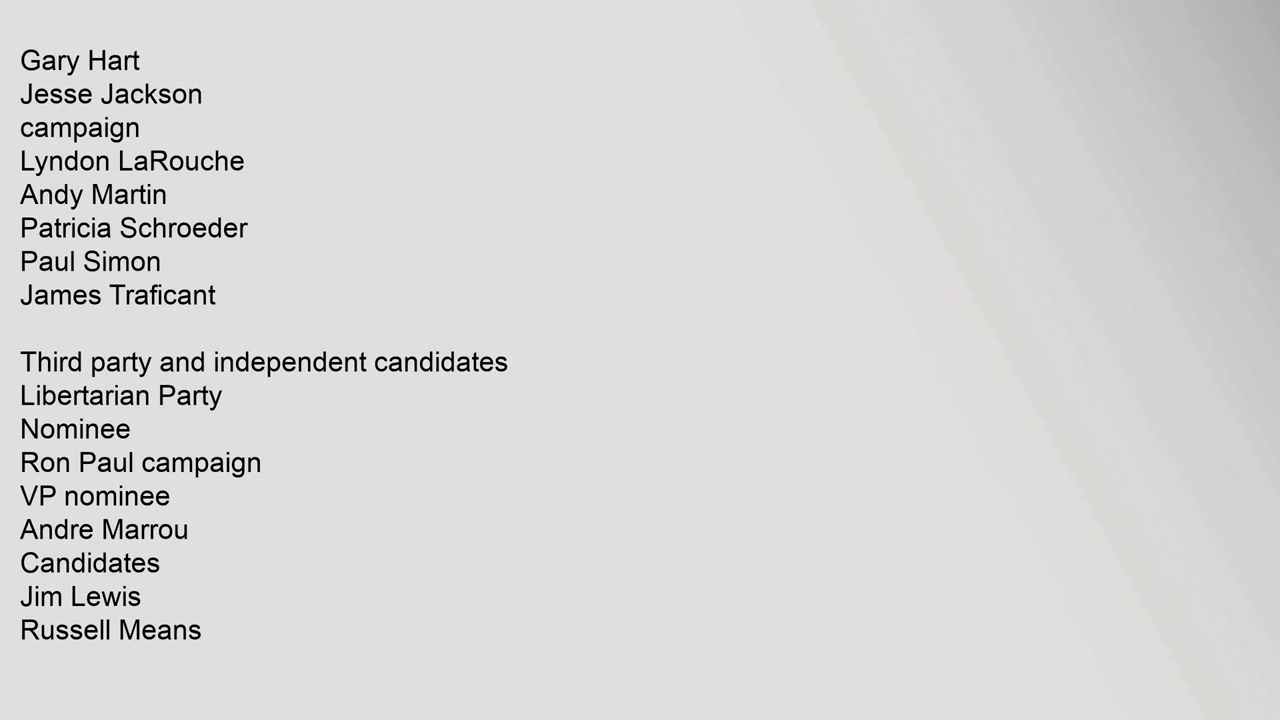 Gary Hart
Jesse Jackson
campaign
Lyndon LaRouche
Andy Martin
Patricia Schroeder
Paul Simon
James Traficant
Third party and independent candidates
Libertarian Party
Nominee
Ron Paul campaign
VP nominee
Andre Marrou
Candidates
Jim Lewis
Russell Means